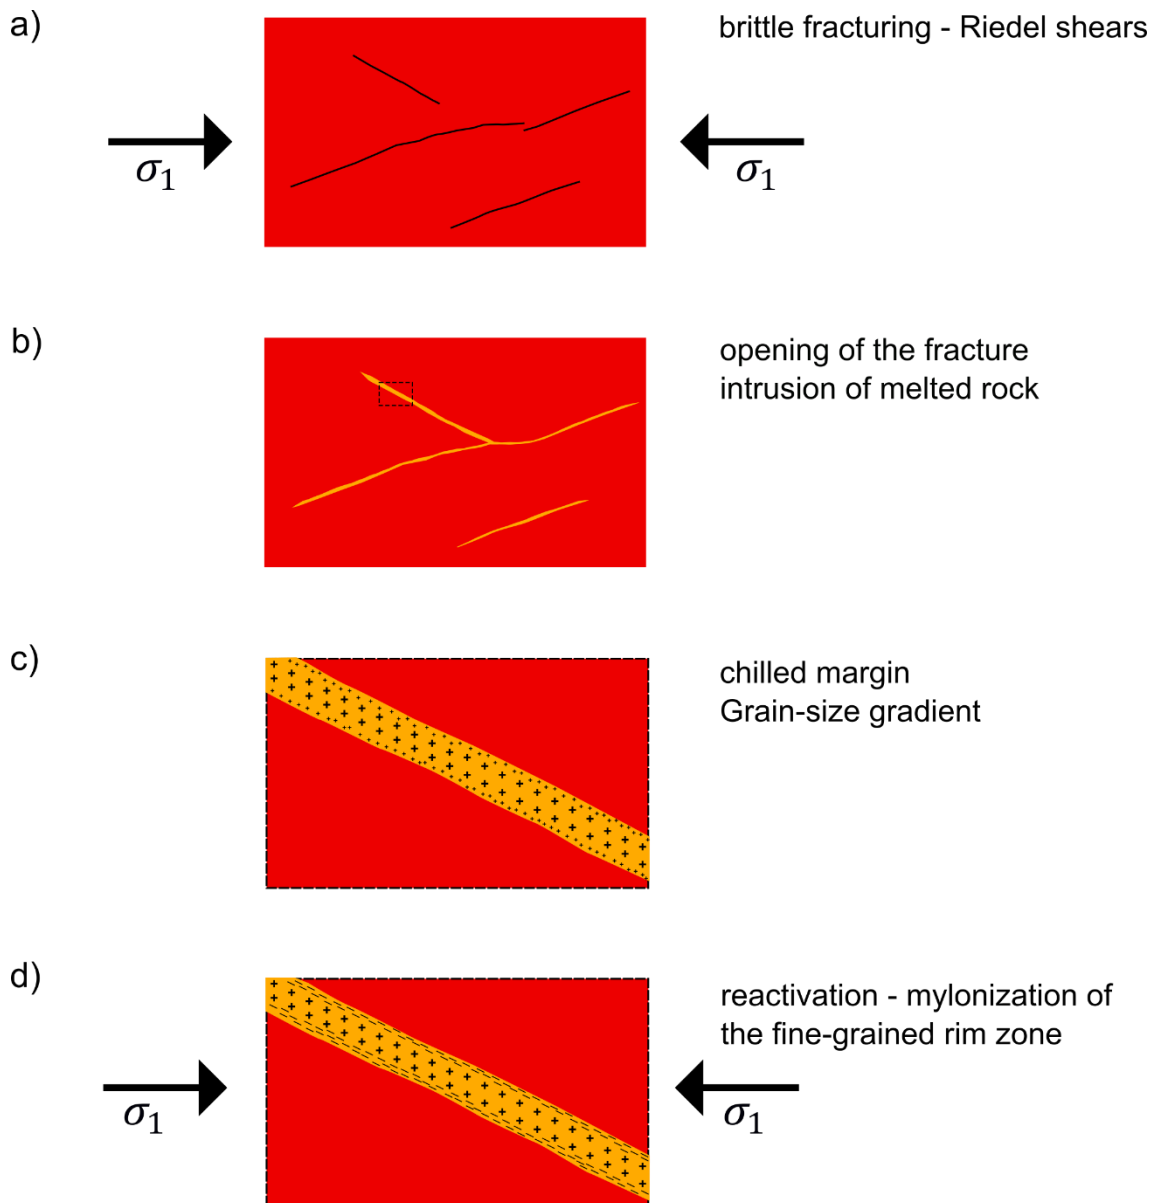 a)
brittle fracturing - Riedel shears
σ₁
σ₁
b)
opening of the fracture
intrusion of melted rock
c)
chilled margin
Grain-size gradient
d)
reactivation - mylonization of
the fine-grained rim zone
σ₁
σ₁